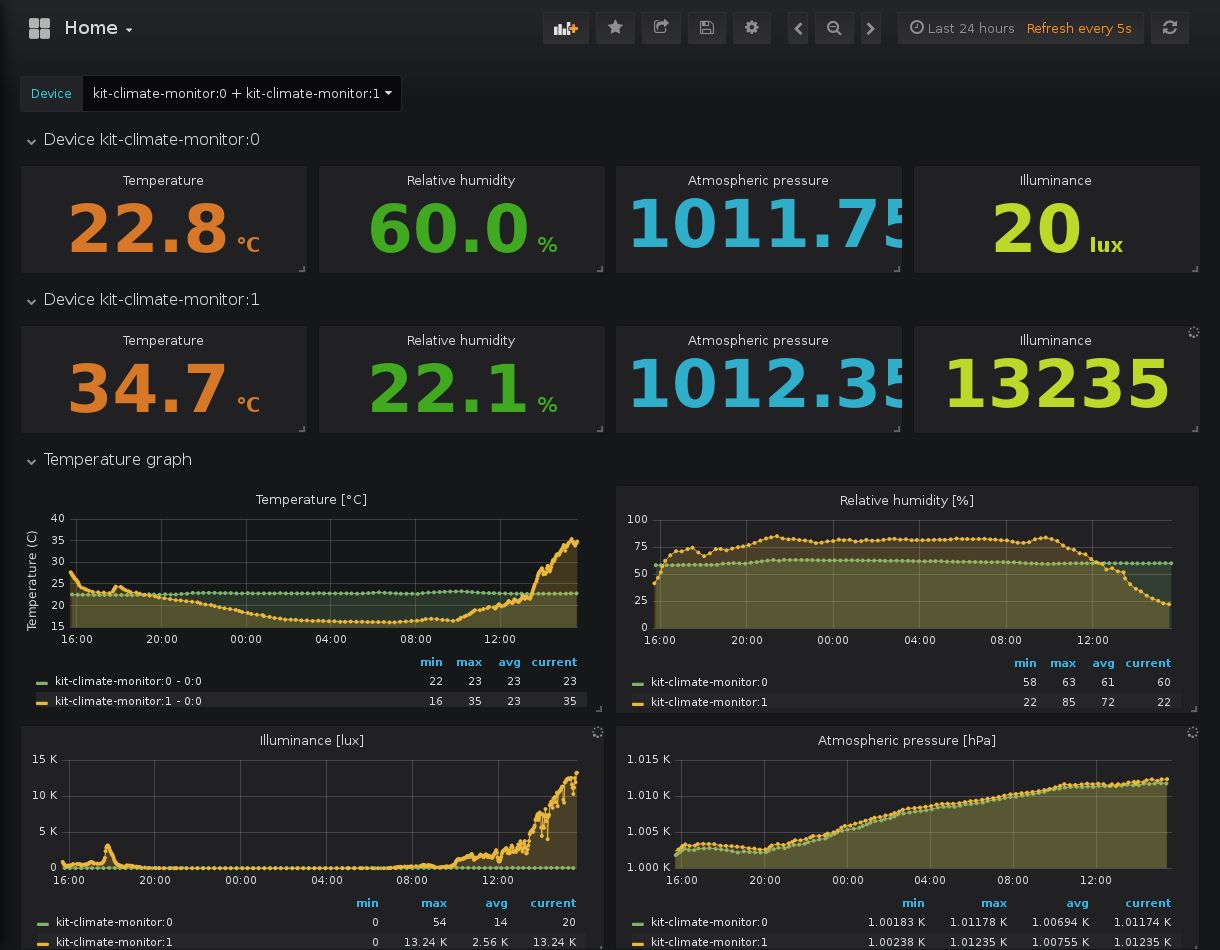 Home
Last 24 hours Refresh every 5s
Device kit-climate-monitor:0 + kit-climate-monitor:1
Device kit-climate-monitor:0
Temperature Relative humidity Atmospheric pressure Illuminance
22.8 °C 60.0 % 1011.75 20 lux
Device kit-climate-monitor:1
Temperature Relative humidity Atmospheric pressure Illuminance
34.7 °C 22.1 % 1012.35 13235
Temperature graph
Temperature [°C]
Temperature (C)
40
35
30
25
20
15
16:00 20:00 00:00 04:00 08:00 12:00
min max avg current
kit-climate-monitor:0 - 0:0 22 23 23 23
kit-climate-monitor:1 - 0:0 16 35 23 35
Relative humidity [%]
100
75
50
25
0
16:00 20:00 00:00 04:00 08:00 12:00
min max avg current
kit-climate-monitor:0 58 63 61 60
kit-climate-monitor:1 22 85 72 22
Illuminance [lux]
15 K
10 K
5 K
0
16:00 20:00 00:00 04:00 08:00 12:00
min max avg current
kit-climate-monitor:0 0 54 14 20
kit-climate-monitor:1 0 13.24 K 2.56 K 13.24 K
Atmospheric pressure [hPa]
1.015 K
1.010 K
1.005 K
1.000 K
16:00 20:00 00:00 04:00 08:00 12:00
min max avg current
kit-climate-monitor:0 1.00183 K 1.01178 K 1.00694 K 1.01174 K
kit-climate-monitor:1 1.00238 K 1.01235 K 1.00755 K 1.01235 K